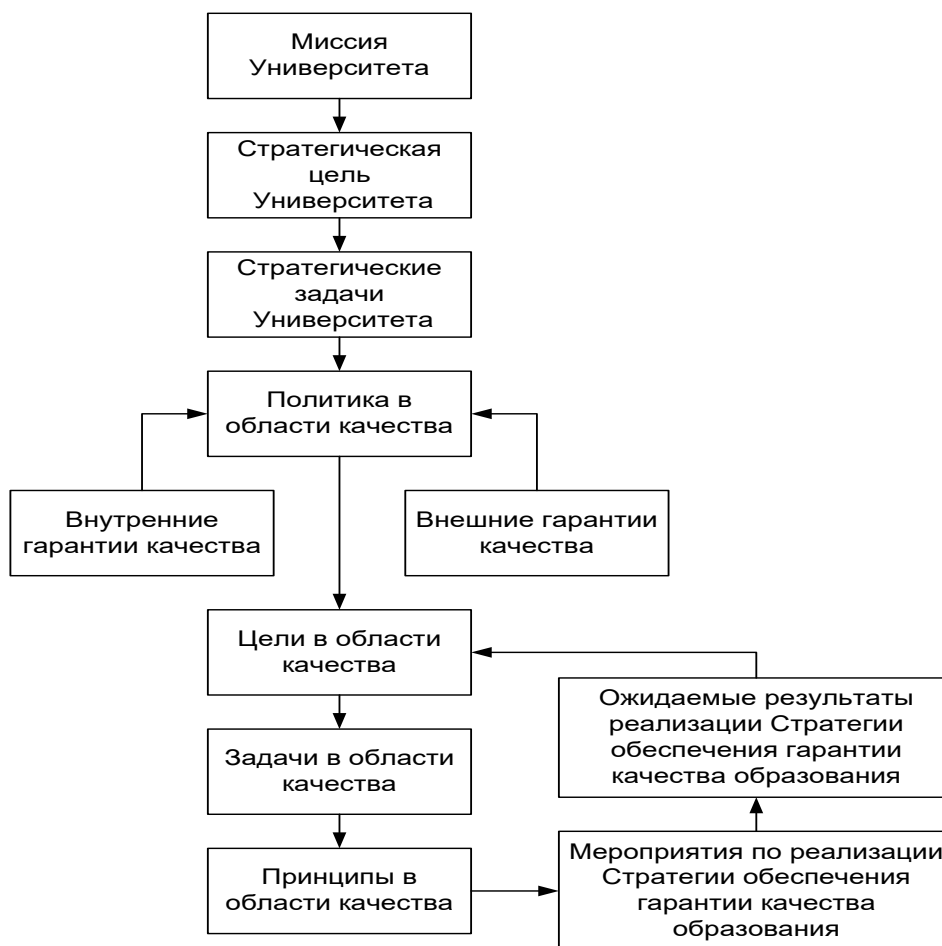 Миссия
Университета
Стратегическая
цель
Университета
Стратегические
задачи
Университета
Политика в
области качества
Внутренние
гарантии качества
Внешние гарантии
качества
Цели в области
качества
Ожидаемые результаты
реализации Стратегии
обеспечения гарантии
качества образования
Задачи в области
качества
Принципы в
области качества
Мероприятия по реализации
Стратегии обеспечения
гарантии качества
образования